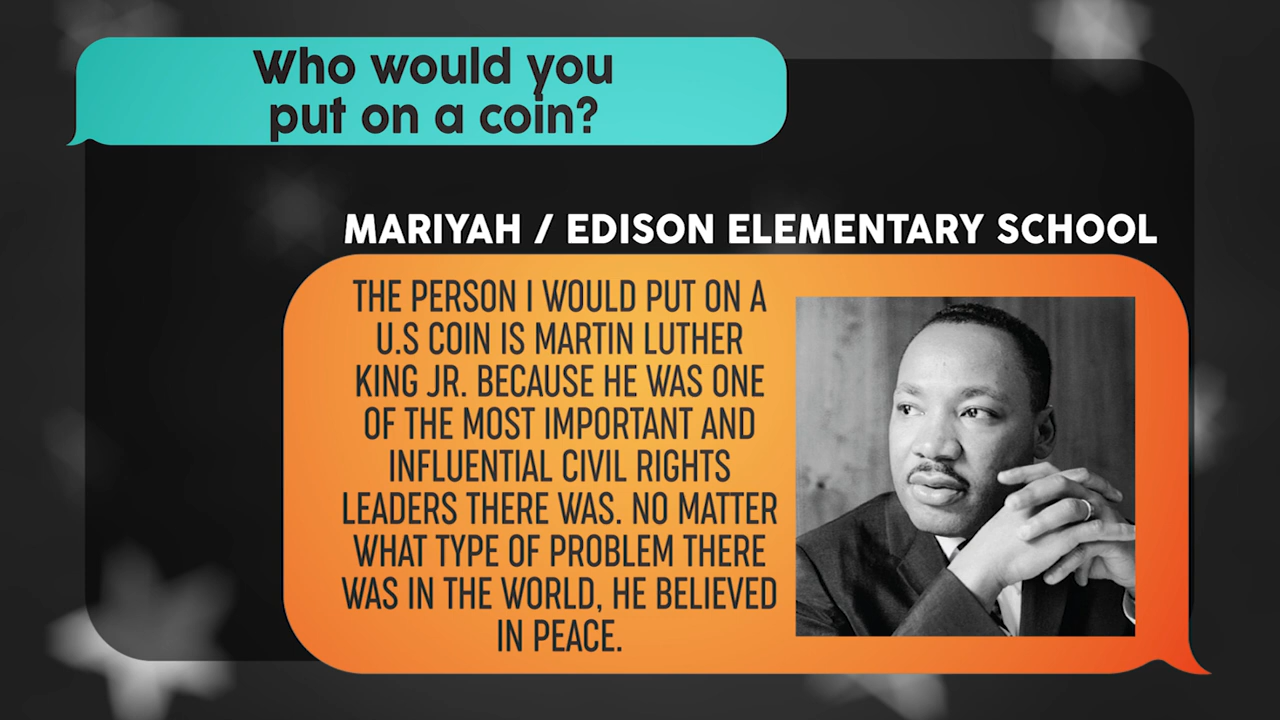 Who would you
put on a coin?
MARIYAH / EDISON ELEMENTARY SCHOOL
THE PERSON I WOULD PUT ON A
U.S COIN IS MARTIN LUTHER
KING JR. BECAUSE HE WAS ONE
OF THE MOST IMPORTANT AND
INFLUENTIAL CIVIL RIGHTS
LEADERS THERE WAS. NO MATTER
WHAT TYPE OF PROBLEM THERE
WAS IN THE WORLD, HE BELIEVED
IN PEACE.